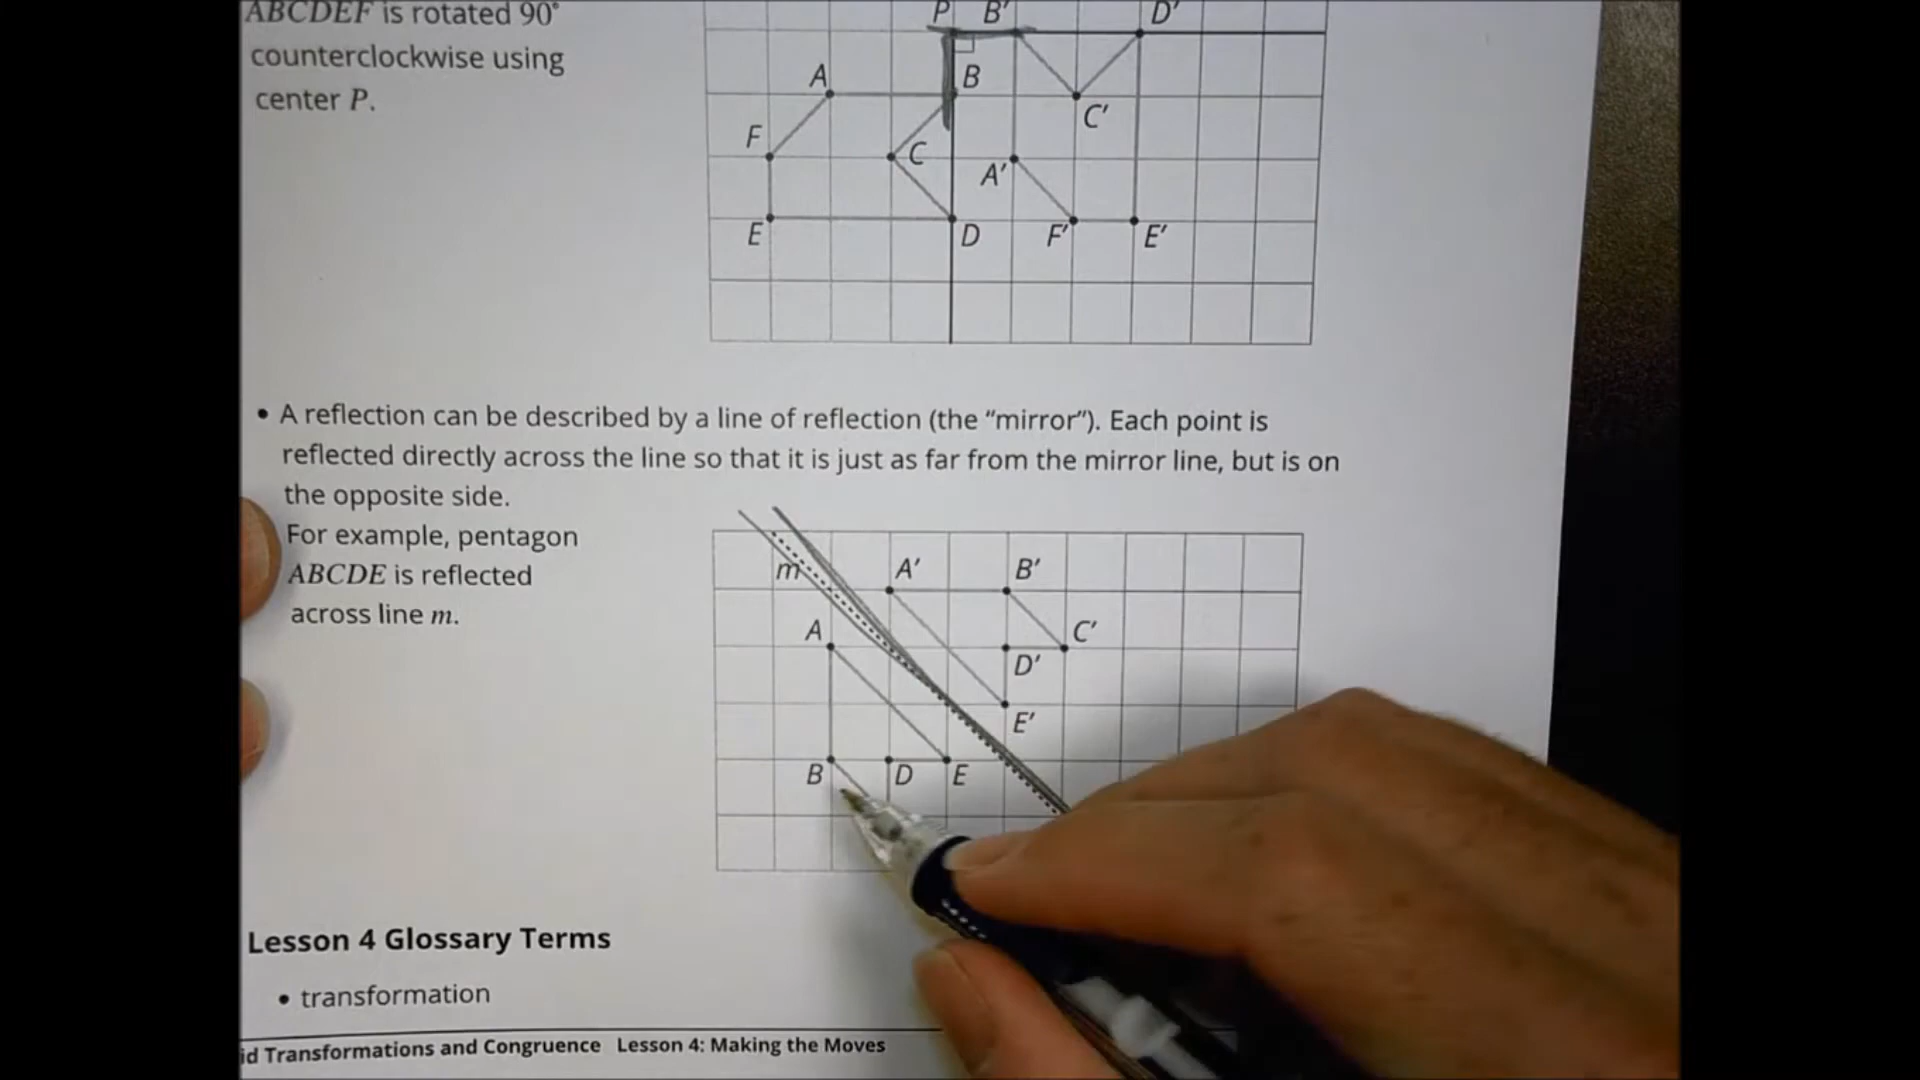 ABCDEF is rotated 90°
counterclockwise using
center P.
P B' D'
A B
C'
F C
A'
E D F' E'
• A reflection can be described by a line of reflection (the “mirror”). Each point is
reflected directly across the line so that it is just as far from the mirror line, but is on
the opposite side.
For example, pentagon
ABCDE is reflected
across line m.
m A' B'
A C'
D'
E'
B D E
Lesson 4 Glossary Terms
• transformation
id Transformations and Congruence Lesson 4: Making the Moves